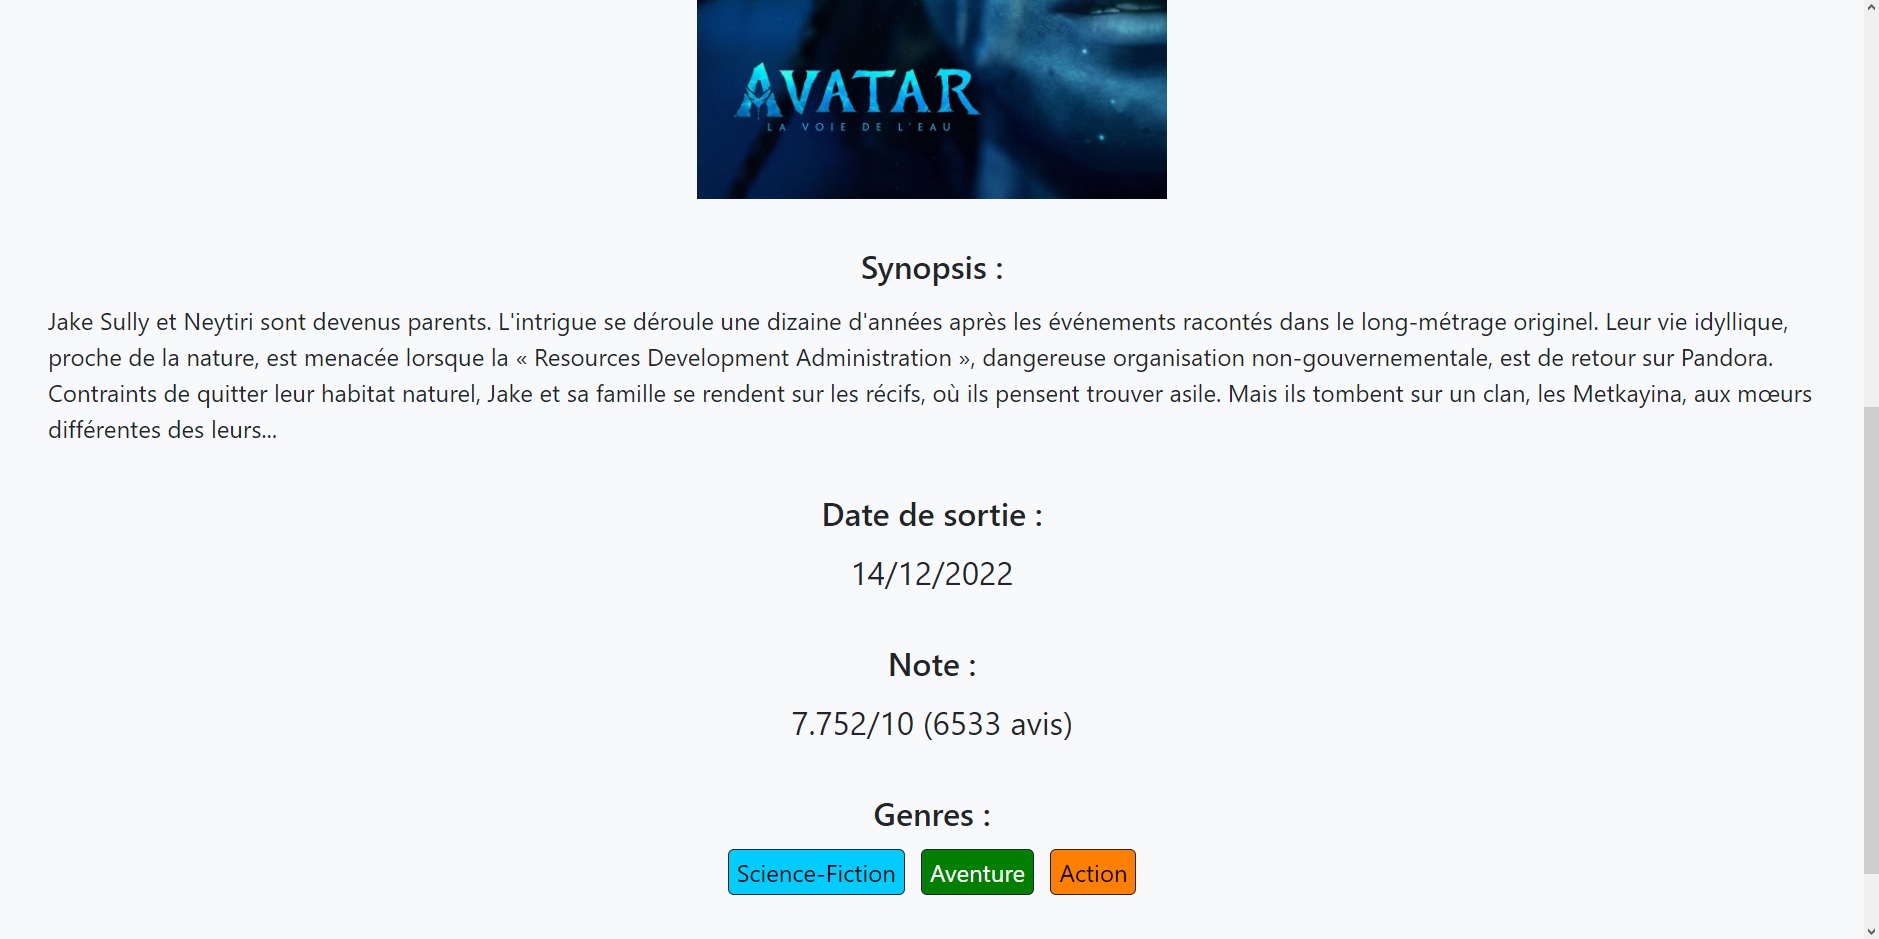 AVATAR
LA VOIE DE L'EAU
Synopsis :
Jake Sully et Neytiri sont devenus parents. L'intrigue se déroule une dizaine d'années après les événements racontés dans le long-métrage originel. Leur vie idyllique,
proche de la nature, est menacée lorsque la « Resources Development Administration », dangereuse organisation non-gouvernementale, est de retour sur Pandora.
Contraints de quitter leur habitat naturel, Jake et sa famille se rendent sur les récifs, où ils pensent trouver asile. Mais ils tombent sur un clan, les Metkayina, aux mœurs
différentes des leurs...
Date de sortie :
14/12/2022
Note :
7.752/10 (6533 avis)
Genres :
Science-Fiction Aventure Action